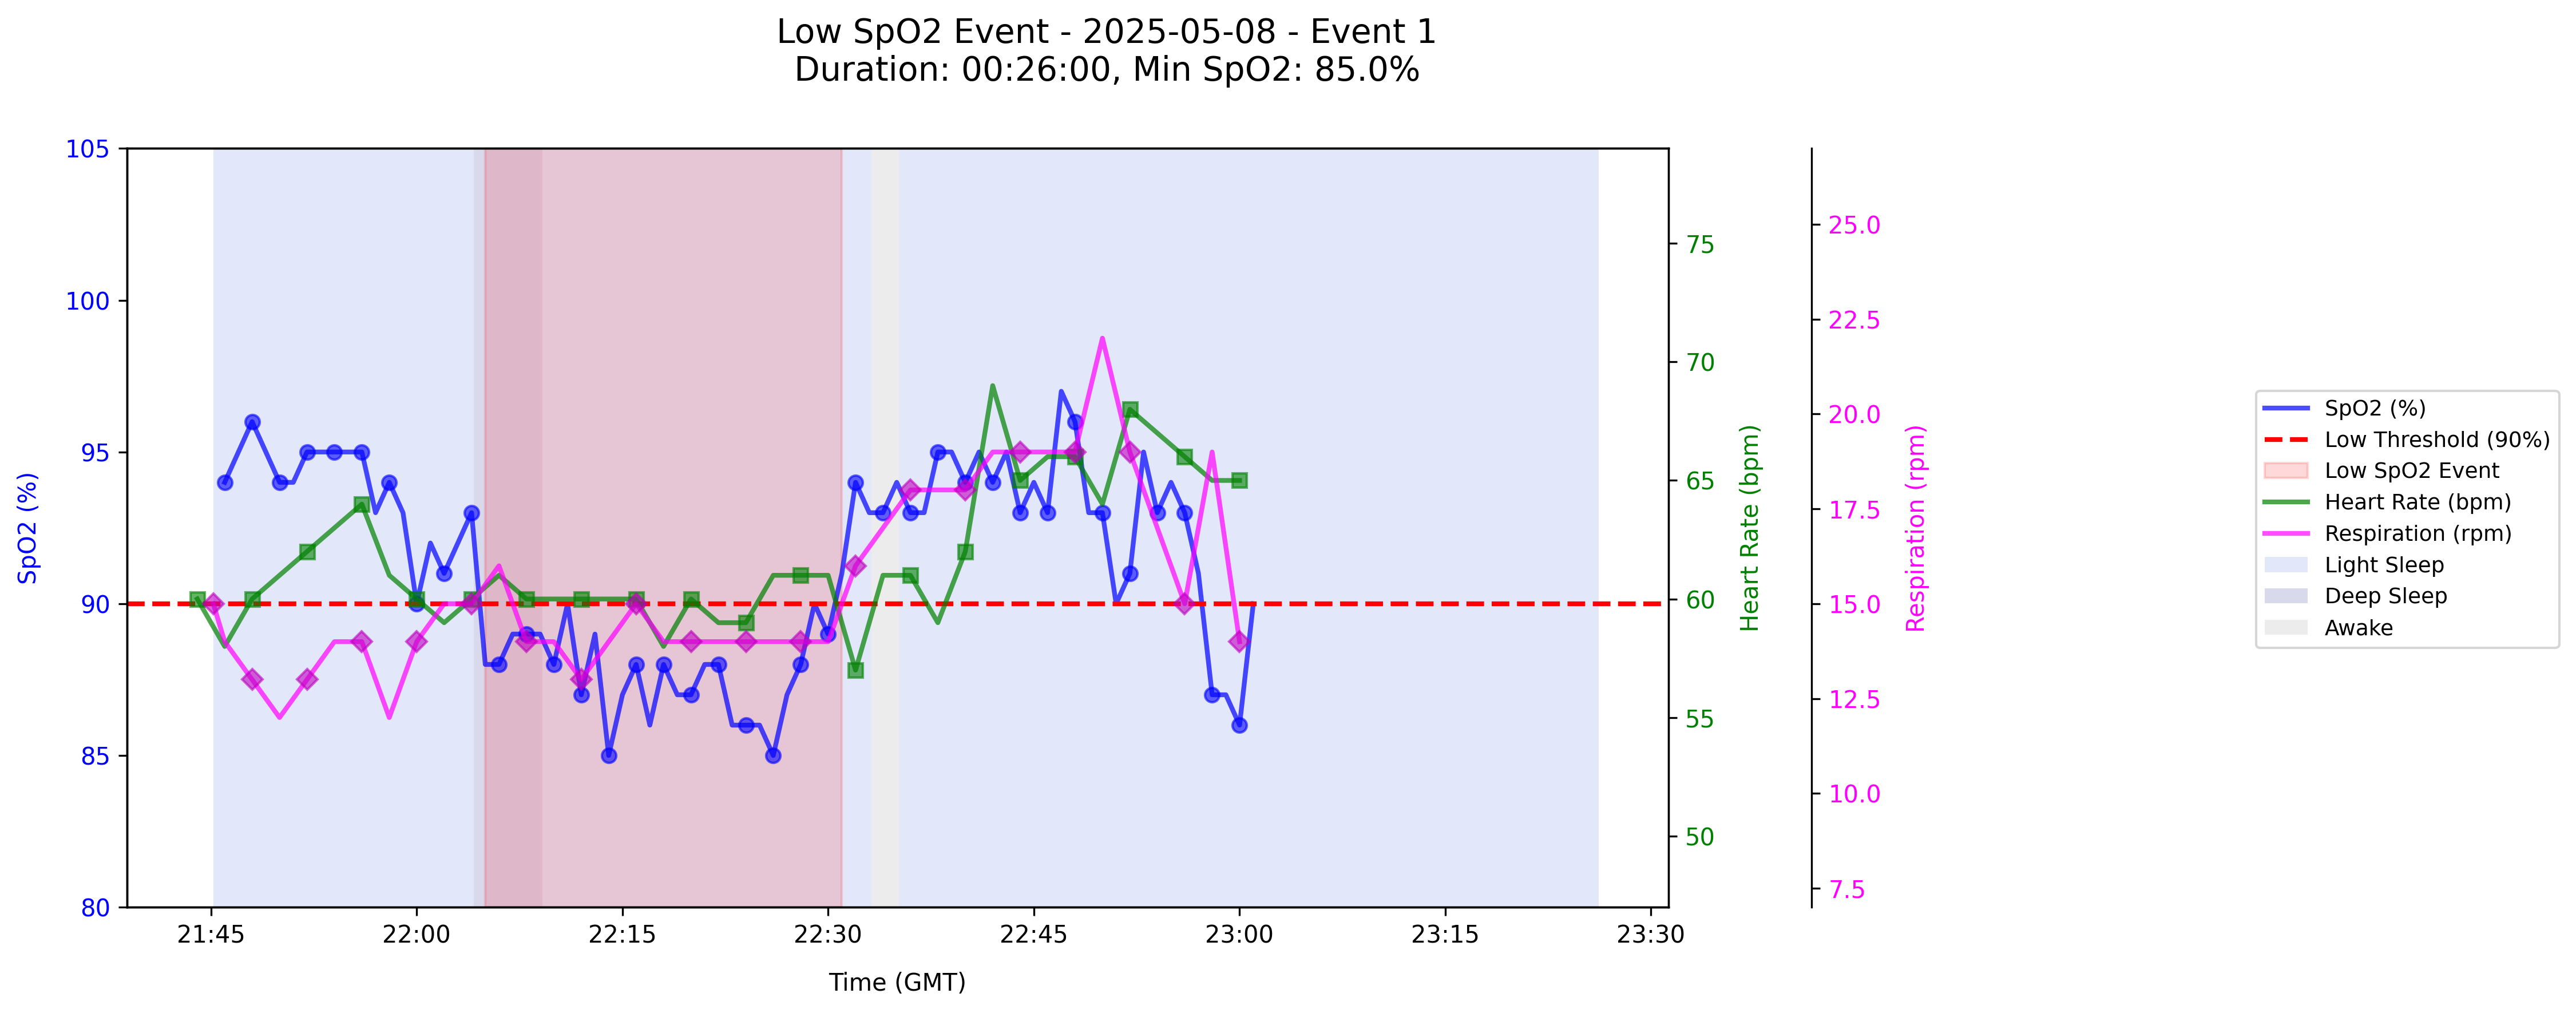 Low SpO2 Event - 2025-05-08 - Event 1
Duration: 00:26:00, Min SpO2: 85.0%
105
100
95
90
85
80
SpO2 (%)
21:45
22:00
22:15
22:30
22:45
23:00
23:15
23:30
Time (GMT)
75
70
65
60
55
50
Heart Rate (bpm)
25.0
22.5
20.0
17.5
15.0
12.5
10.0
7.5
Respiration (rpm)
SpO2 (%)
Low Threshold (90%)
Low SpO2 Event
Heart Rate (bpm)
Respiration (rpm)
Light Sleep
Deep Sleep
Awake